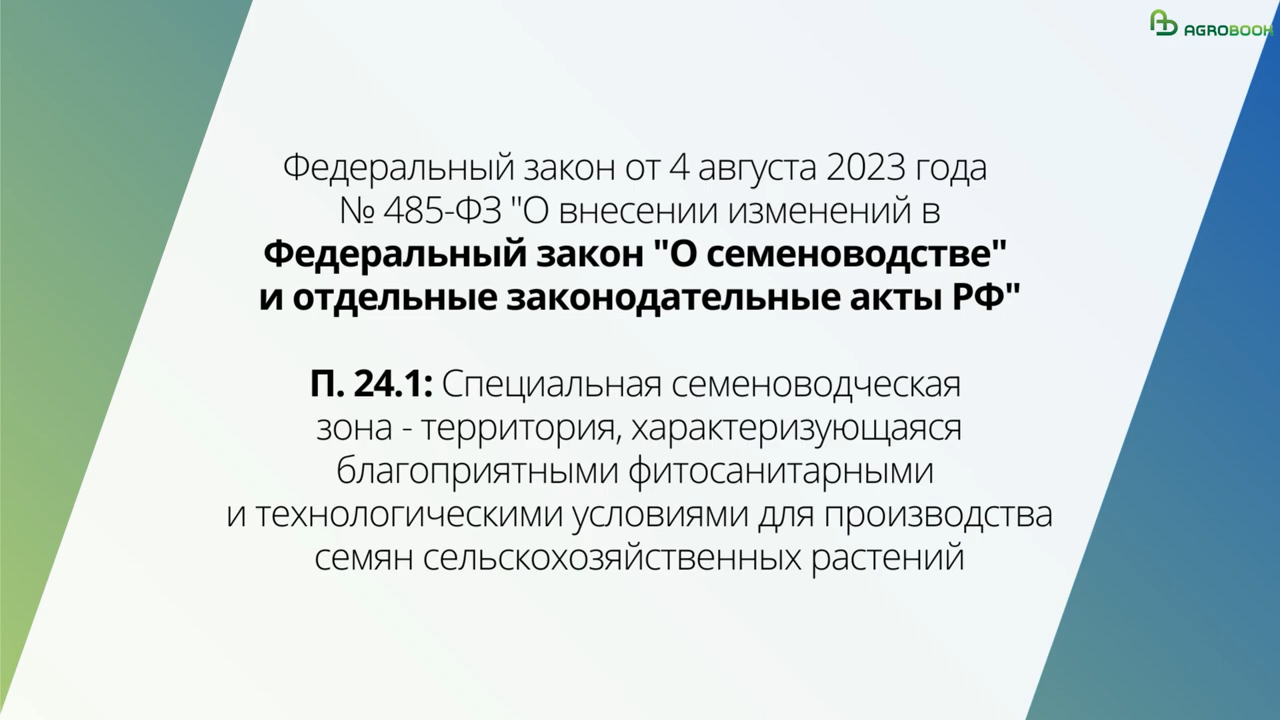 AGROBOOK
Федеральный закон от 4 августа 2023 года
№ 485-ФЗ "О внесении изменений в
Федеральный закон "О семеноводстве"
и отдельные законодательные акты РФ"
П. 24.1: Специальная семеноводческая
зона - территория, характеризующаяся
благоприятными фитосанитарными
и технологическими условиями для производства
семян сельскохозяйственных растений